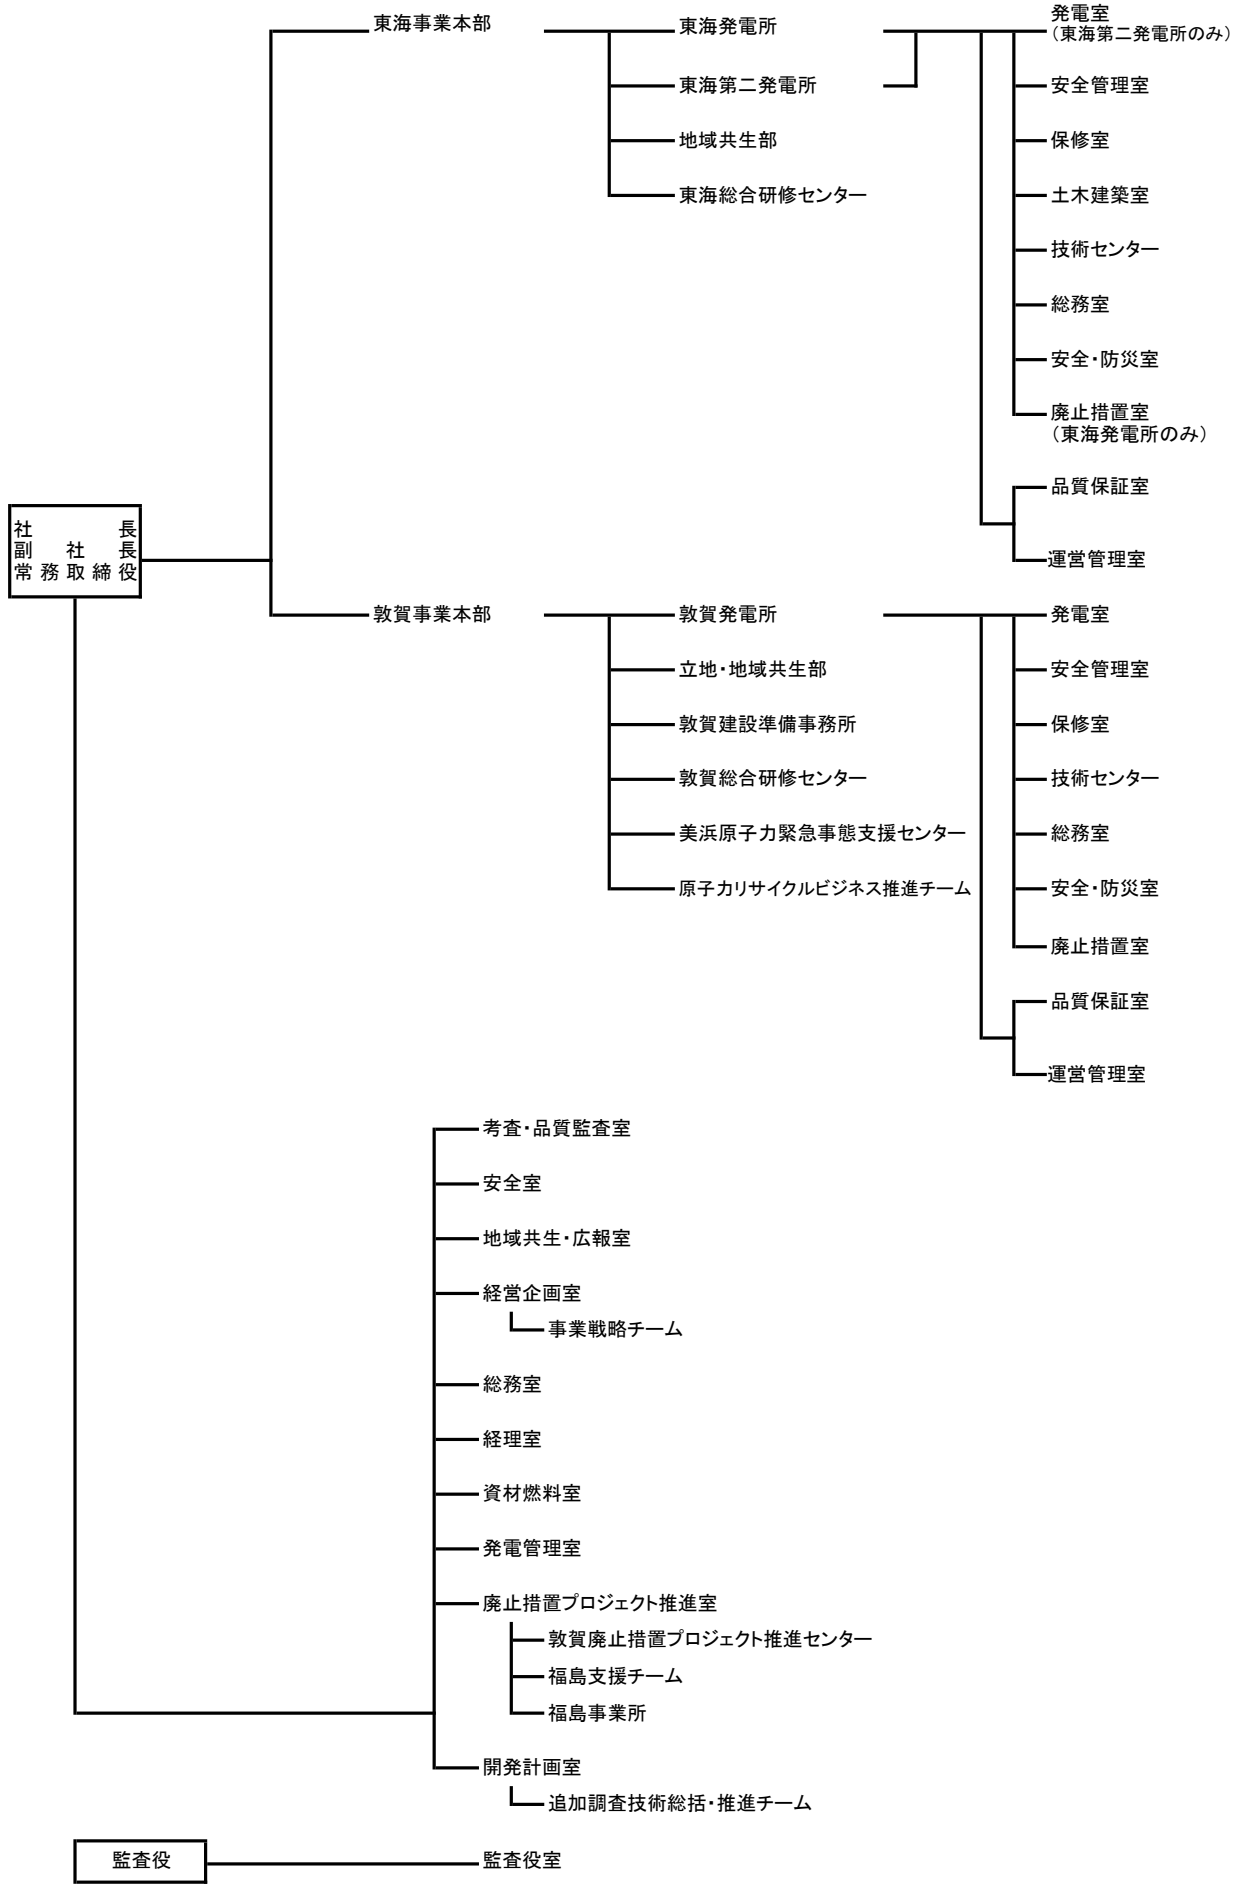 東海事業本部
東海発電所
東海第二発電所
地域共生部
東海総合研修センター
発電室
(東海第二発電所のみ)
安全管理室
保修室
土木建築室
技術センター
総務室
安全・防災室
廃止措置室
(東海発電所のみ)
品質保証室
運営管理室
社長
副社長
常務取締役
敦賀事業本部
敦賀発電所
立地・地域共生部
敦賀建設準備事務所
敦賀総合研修センター
美浜原子力緊急事態支援センター
原子力リサイクルビジネス推進チーム
発電室
安全管理室
保修室
技術センター
総務室
安全・防災室
廃止措置室
品質保証室
運営管理室
考査・品質監査室
安全室
地域共生・広報室
経営企画室
事業戦略チーム
総務室
経理室
資材燃料室
発電管理室
廃止措置プロジェクト推進室
敦賀廃止措置プロジェクト推進センター
福島支援チーム
福島事業所
開発計画室
追加調査技術総括・推進チーム
監査役
監査役室